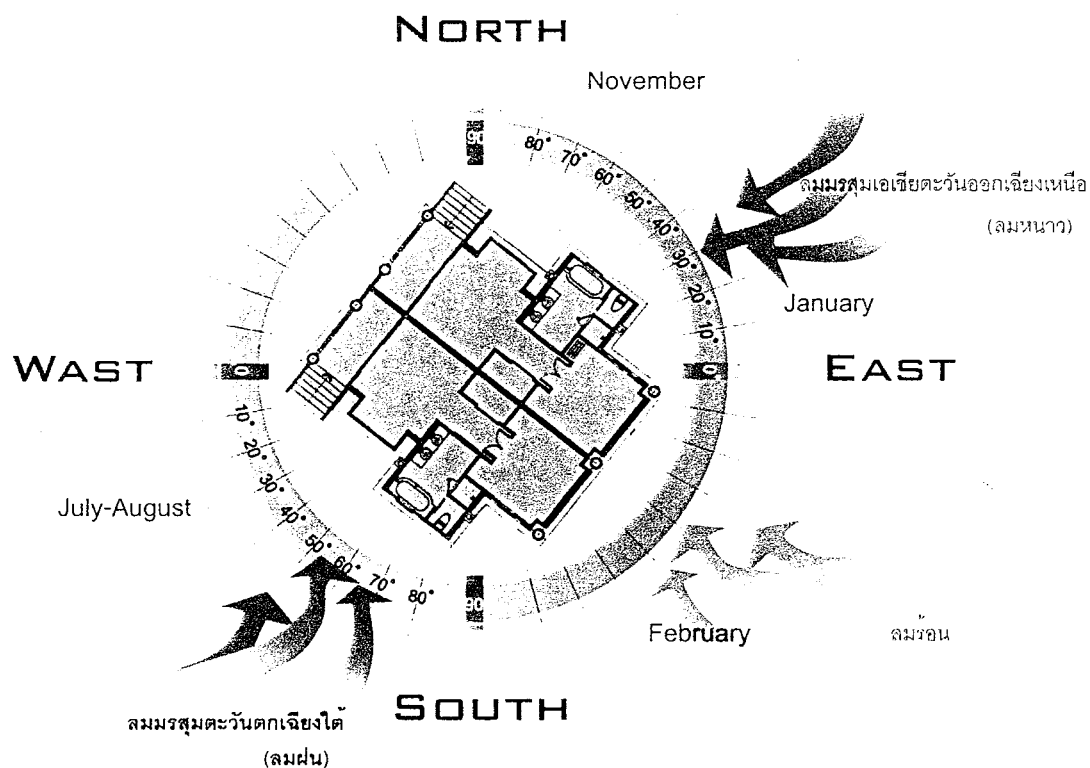 NORTH
November
90
80° 70° 60° 50° 40° 30° 20° 10°
ลมมรสุมเอเชียตะวันออกเฉียงเหนือ
(ลมหนาว)
January
WAST
0
0
EAST
10° 20° 30° 40° 50° 60° 70° 80°
90
July-August
February
ลมร้อน
SOUTH
ลมมรสุมตะวันตกเฉียงใต้
(ลมฝน)